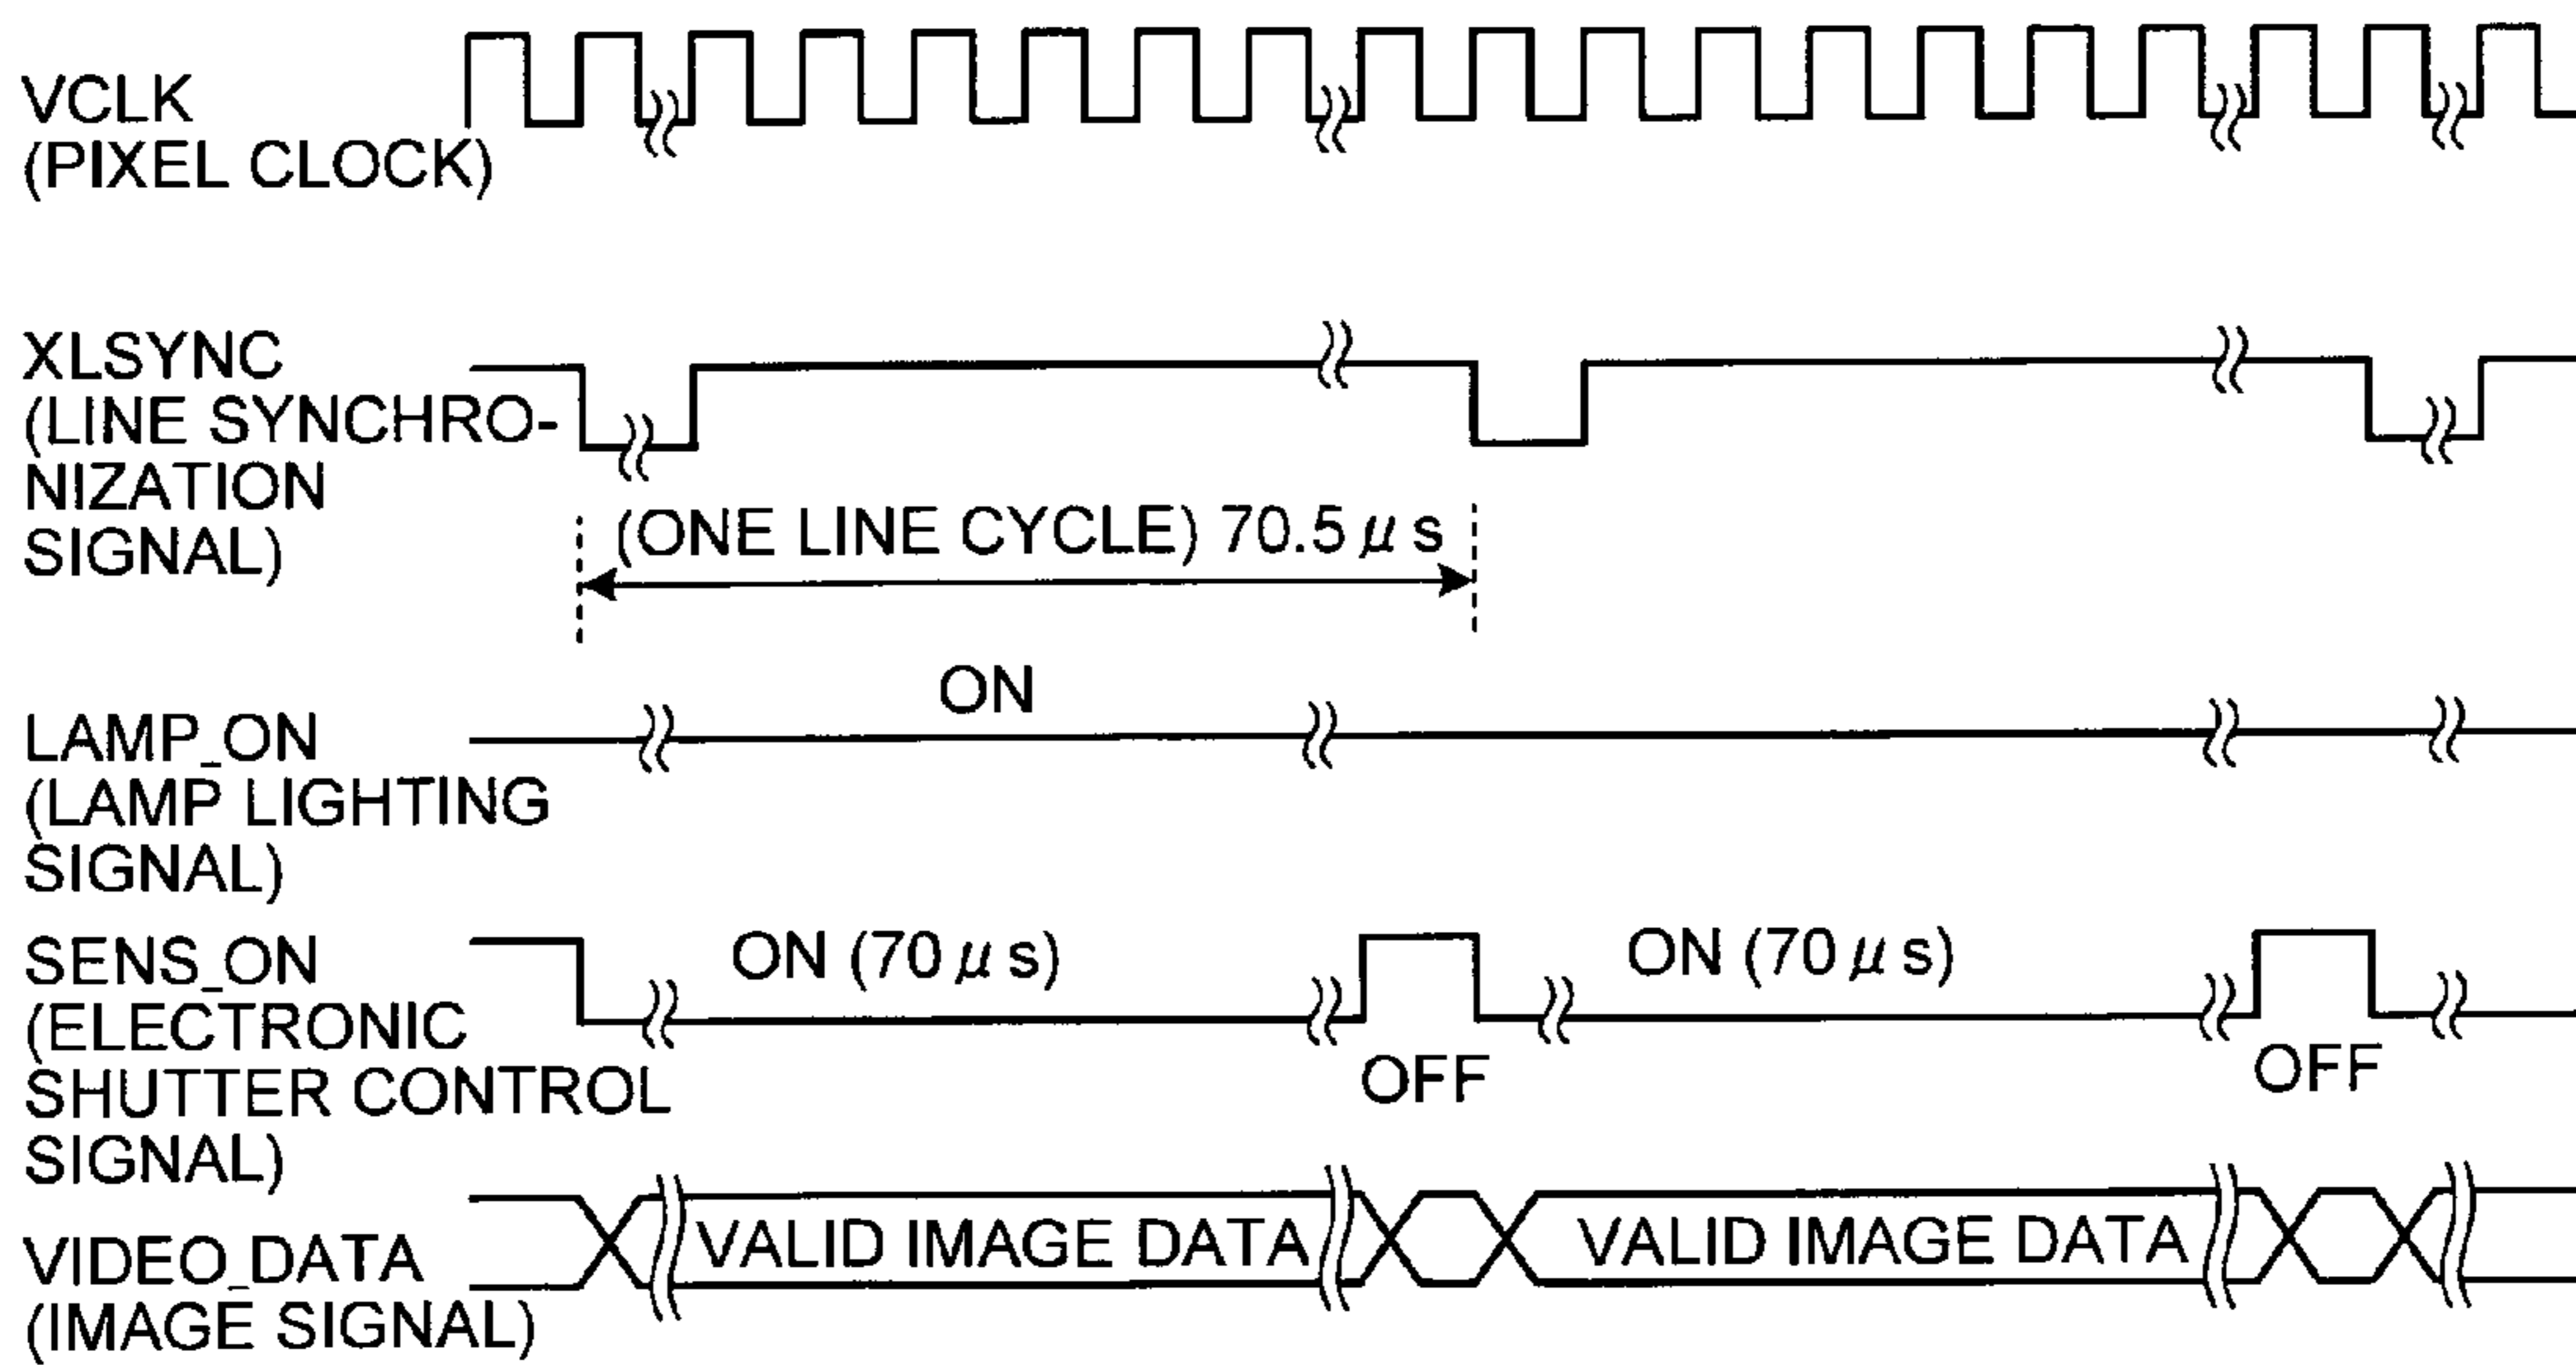 VCLK
(PIXEL CLOCK)
XLSYNC
(LINE SYNCHRO-
NIZATION
SIGNAL)
(ONE LINE CYCLE) 70.5 μ s
ON
LAMP_ON
(LAMP LIGHTING
SIGNAL)
SENS_ON
(ELECTRONIC
SHUTTER CONTROL
SIGNAL)
ON (70 μ s)
ON (70 μ s)
OFF
OFF
VIDEO_DATA
(IMAGE SIGNAL)
VALID IMAGE DATA
VALID IMAGE DATA